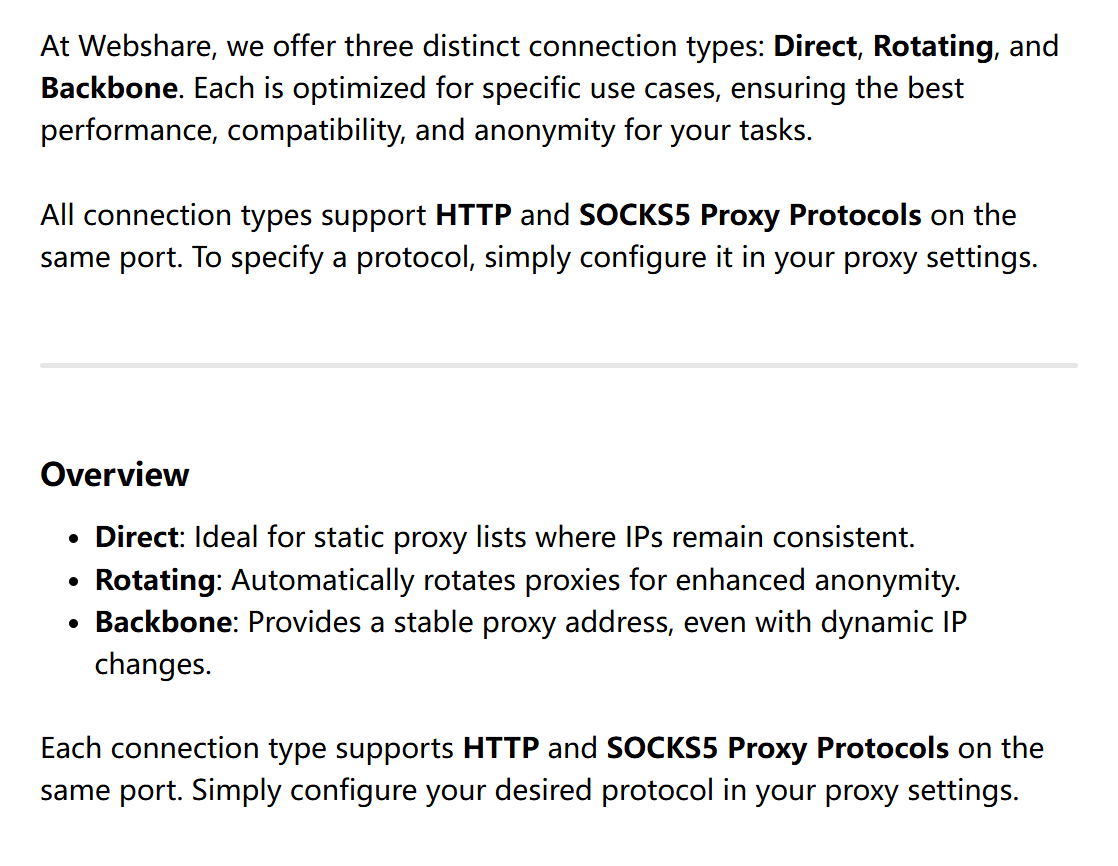 At Webshare, we offer three distinct connection types: Direct, Rotating, and
Backbone. Each is optimized for specific use cases, ensuring the best
performance, compatibility, and anonymity for your tasks.
All connection types support HTTP and SOCKS5 Proxy Protocols on the
same port. To specify a protocol, simply configure it in your proxy settings.
Overview
• Direct: Ideal for static proxy lists where IPs remain consistent.
• Rotating: Automatically rotates proxies for enhanced anonymity.
• Backbone: Provides a stable proxy address, even with dynamic IP
changes.
Each connection type supports HTTP and SOCKS5 Proxy Protocols on the
same port. Simply configure your desired protocol in your proxy settings.